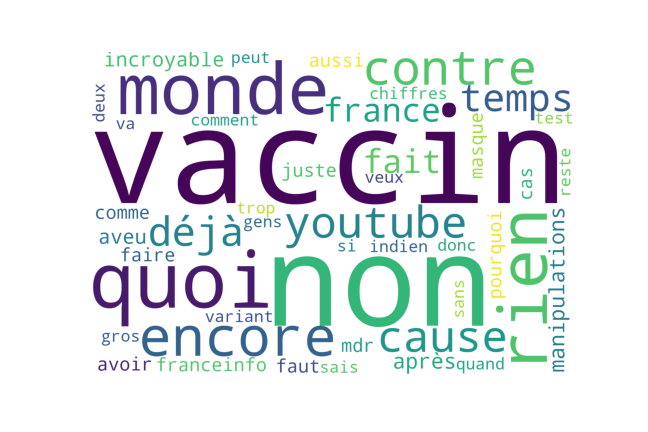 incroyable peut aussi contre
deux monde chiffres temps
va comment france masque test
vaccin
juste fait veux cas reste
comme trop gens youtube
aveu déjà si indien donc pourquoi
faire quoi non sans rien manipulations
variant
gros encore mdr cause
avoir franceinfo faut sais après quand